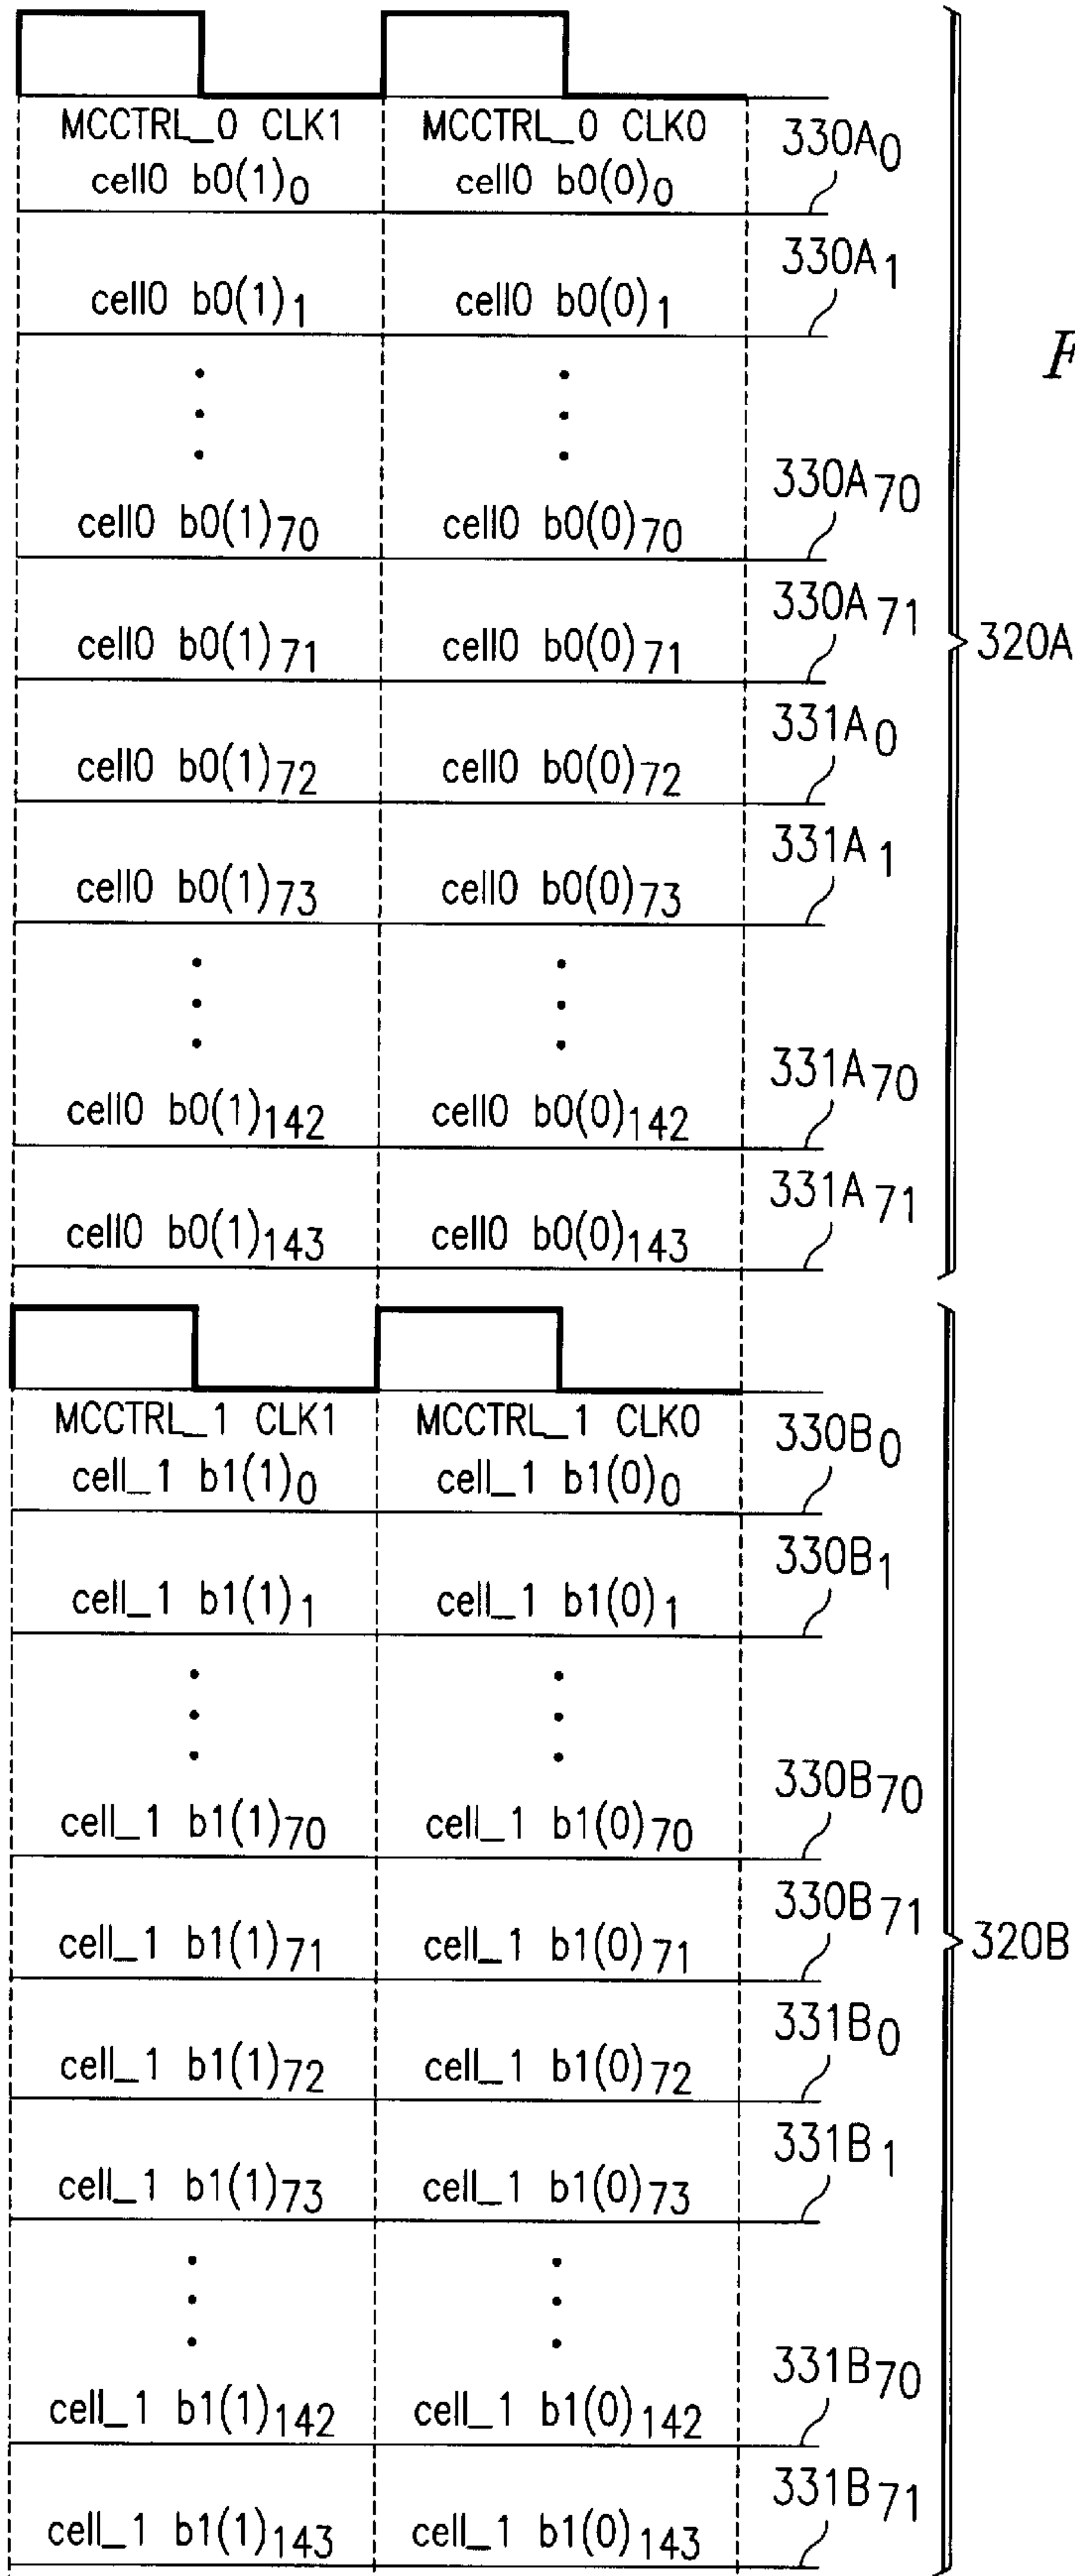 MCCTRL_0 CLK1 MCCTRL_0 CLK0 330A0
cell0 b0(1)0 cell0 b0(0)0
330A1
cell0 b0(1)1 cell0 b0(0)1
F
330A70
cell0 b0(1)70 cell0 b0(0)70
330A71
cell0 b0(1)71 cell0 b0(0)71
320A
331A0
cell0 b0(1)72 cell0 b0(0)72
331A1
cell0 b0(1)73 cell0 b0(0)73
331A70
cell0 b0(1)142 cell0 b0(0)142
331A71
cell0 b0(1)143 cell0 b0(0)143
MCCTRL_1 CLK1 MCCTRL_1 CLK0 330B0
cell_1 b1(1)0 cell_1 b1(0)0
330B1
cell_1 b1(1)1 cell_1 b1(0)1
330B70
cell_1 b1(1)70 cell_1 b1(0)70
330B71
cell_1 b1(1)71 cell_1 b1(0)71
320B
331B0
cell_1 b1(1)72 cell_1 b1(0)72
331B1
cell_1 b1(1)73 cell_1 b1(0)73
331B70
cell_1 b1(1)142 cell_1 b1(0)142
331B71
cell_1 b1(1)143 cell_1 b1(0)143